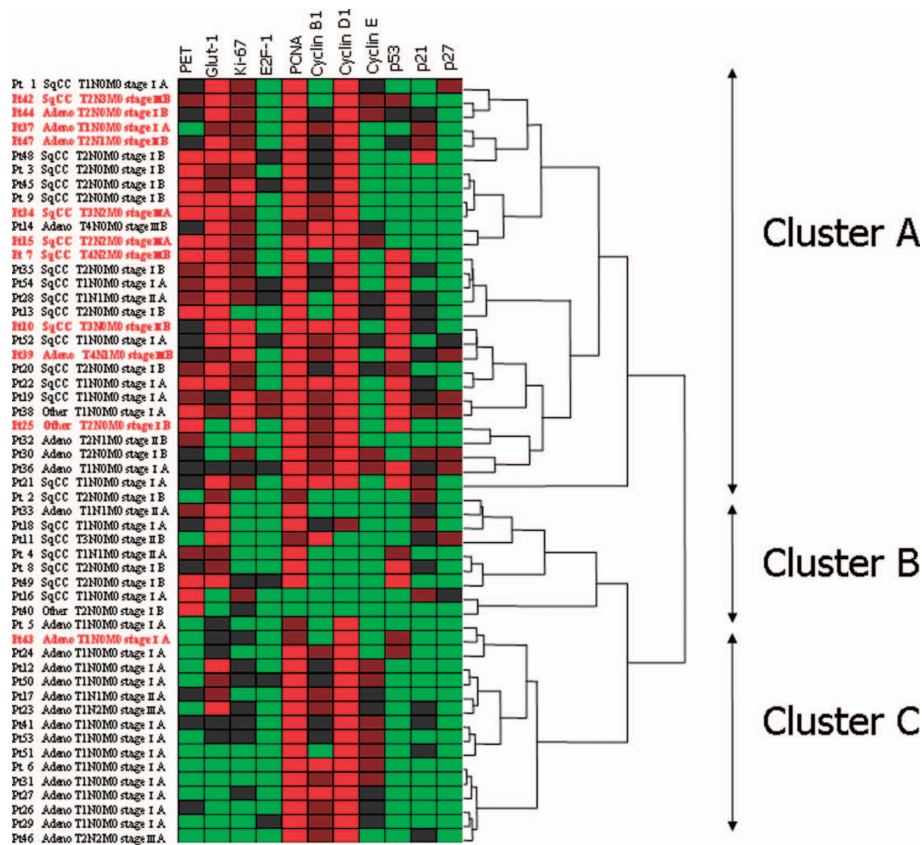 PET Glut-1 Ki-67 E2F-1 PCNA Cyclin B1 Cyclin D1 Cyclin E p53 p21 p27
Pt 1 SqCC T1N0M0 stage I A
Pt42 SqCC T2N3M0 stage III B
Pt44 Adeno T2N0M0 stage I B
Pt37 Adeno T1N0M0 stage I A
Pt47 Adeno T2N1M0 stage II B
Pt48 SqCC T2N0M0 stage I B
Pt 3 SqCC T2N0M0 stage I B
Pt45 SqCC T2N0M0 stage I B
Pt 9 SqCC T2N0M0 stage I B
Pt34 SqCC T3N2M0 stage III A
Pt14 Adeno T4N0M0 stage III B
Pt15 SqCC T2N2M0 stage III A
Pt 7 SqCC T4N2M0 stage III B
Pt35 SqCC T2N0M0 stage I B
Pt54 SqCC T1N0M0 stage I A
Pt28 SqCC T1N1M0 stage II A
Pt13 SqCC T2N0M0 stage I B
Pt10 SqCC T3N0M0 stage II B
Pt52 SqCC T1N0M0 stage I A
Pt39 Adeno T4N1M0 stage III B
Pt20 SqCC T2N0M0 stage I B
Pt22 SqCC T1N0M0 stage I A
Pt19 SqCC T1N0M0 stage I A
Pt38 Other T1N0M0 stage I A
Pt25 Other T2N0M0 stage I B
Pt32 Adeno T2N1M0 stage II B
Pt30 Adeno T2N0M0 stage I B
Pt36 Adeno T1N0M0 stage I A
Pt21 SqCC T1N0M0 stage I A
Pt 2 SqCC T2N0M0 stage I B
Pt33 Adeno T1N1M0 stage II A
Pt18 SqCC T1N0M0 stage I A
Pt11 SqCC T3N0M0 stage II B
Pt 4 SqCC T1N1M0 stage II A
Pt 8 SqCC T2N0M0 stage I B
Pt49 SqCC T2N0M0 stage I B
Pt16 SqCC T1N0M0 stage I A
Pt40 Other T2N0M0 stage I B
Pt 5 Adeno T1N0M0 stage I A
Pt43 Adeno T1N0M0 stage I A
Pt24 Adeno T1N0M0 stage I A
Pt12 Adeno T1N0M0 stage I A
Pt50 Adeno T1N0M0 stage I A
Pt17 Adeno T1N1M0 stage II A
Pt23 Adeno T1N2M0 stage III A
Pt41 Adeno T1N0M0 stage I A
Pt53 Adeno T1N0M0 stage I A
Pt51 Adeno T1N0M0 stage I A
Pt 6 Adeno T1N0M0 stage I A
Pt31 Adeno T1N0M0 stage I A
Pt27 Adeno T1N0M0 stage I A
Pt26 Adeno T1N0M0 stage I A
Pt29 Adeno T1N0M0 stage I A
Pt46 Adeno T2N2M0 stage III A
Cluster A
Cluster B
Cluster C